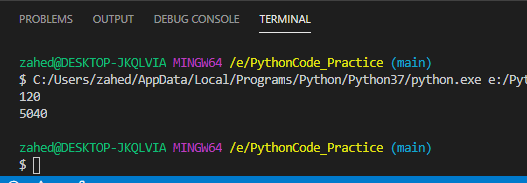 PROBLEMS OUTPUT DEBUG CONSOLE TERMINAL
zahed@DESKTOP-JKQLVIA MINGW64 /e/PythonCode_Practice (main)
$ C:/Users/zahed/AppData/Local/Programs/Python/Python37/python.exe e:/Pyt
120
5040
zahed@DESKTOP-JKQLVIA MINGW64 /e/PythonCode_Practice (main)
$